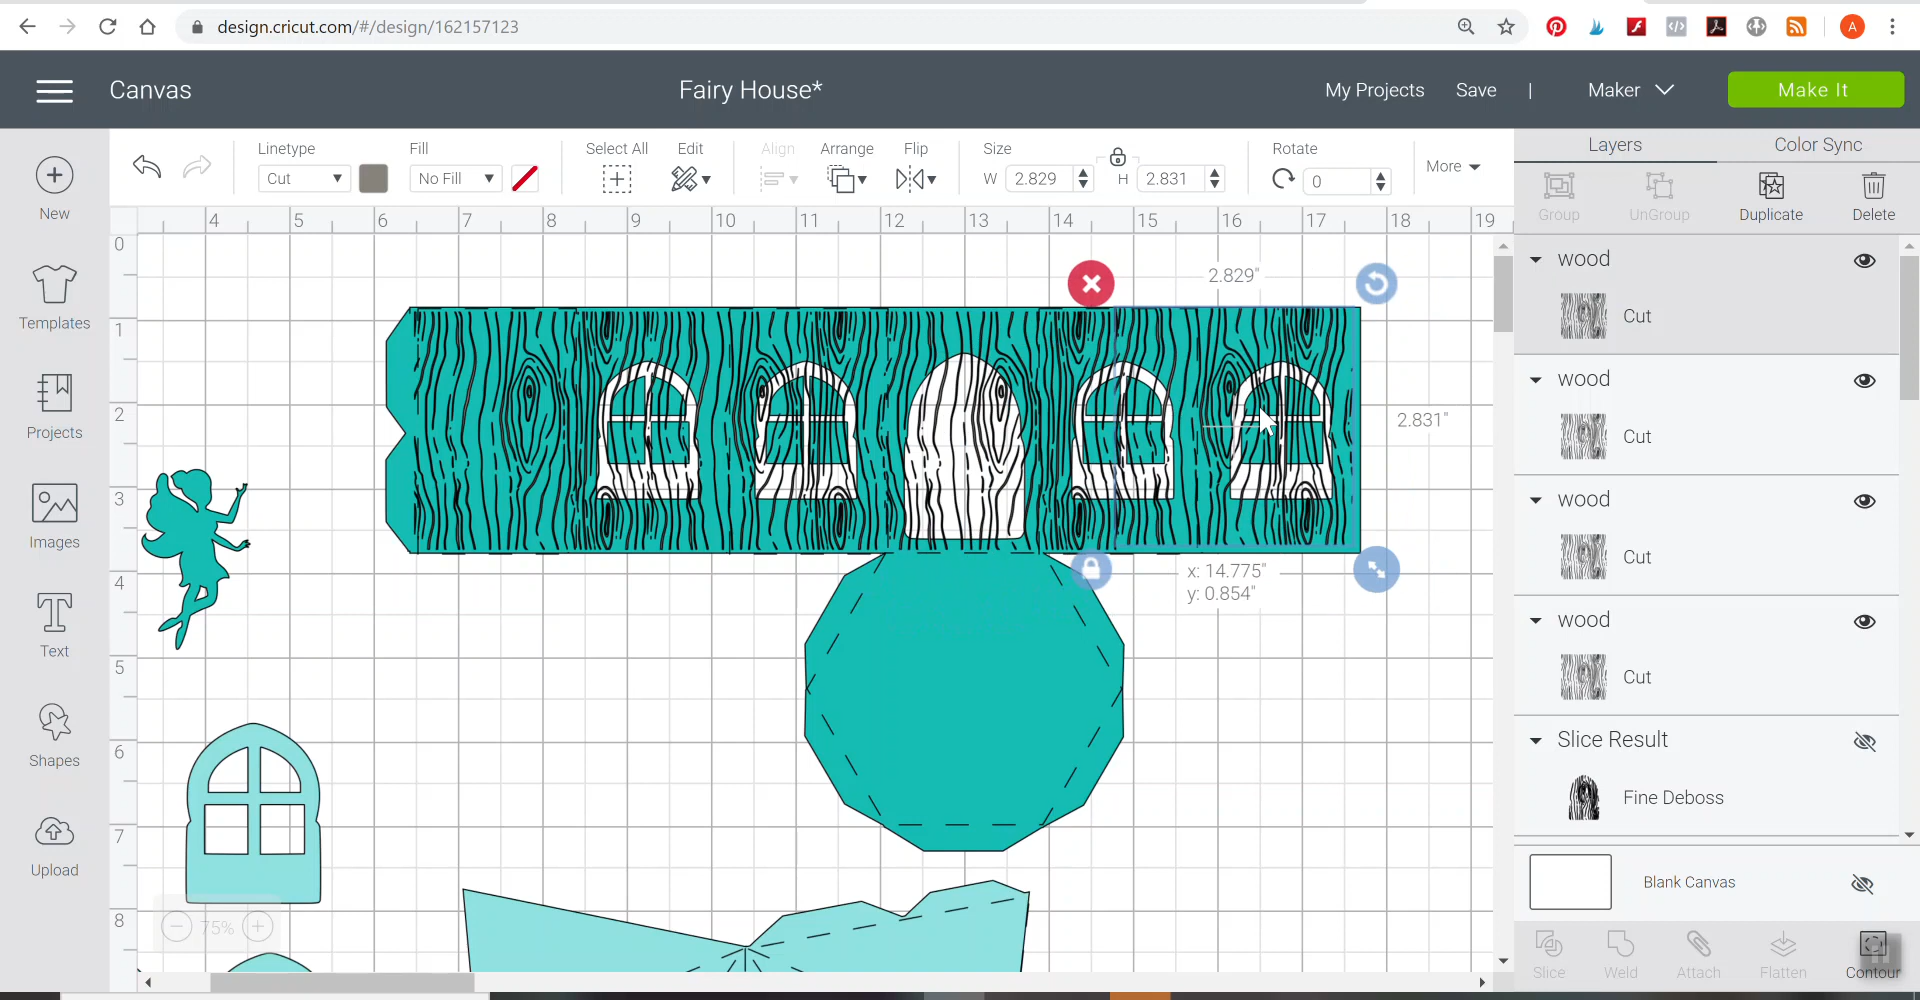 design.cricut.com/#/design/162157123
A
Canvas
Fairy House*
My Projects
Save
|
Maker
Make It
New
Templates
Projects
Images
Text
Shapes
Upload
Linetype
Cut
Fill
No Fill
Select All
Edit
Align
Arrange
Flip
Size
W 2.829
H 2.831
Rotate
0
More
4 5 6 7 8 9 10 11 12 13 14 15 16 17 18 19
0
1
2
3
4
5
6
7
8
2.829"
2.831"
x: 14.775"
y: 0.854"
75%
Layers
Color Sync
Group
UnGroup
Duplicate
Delete
wood
Cut
wood
Cut
wood
Cut
wood
Cut
Slice Result
Fine Deboss
Blank Canvas
Slice
Weld
Attach
Flatten
Contour